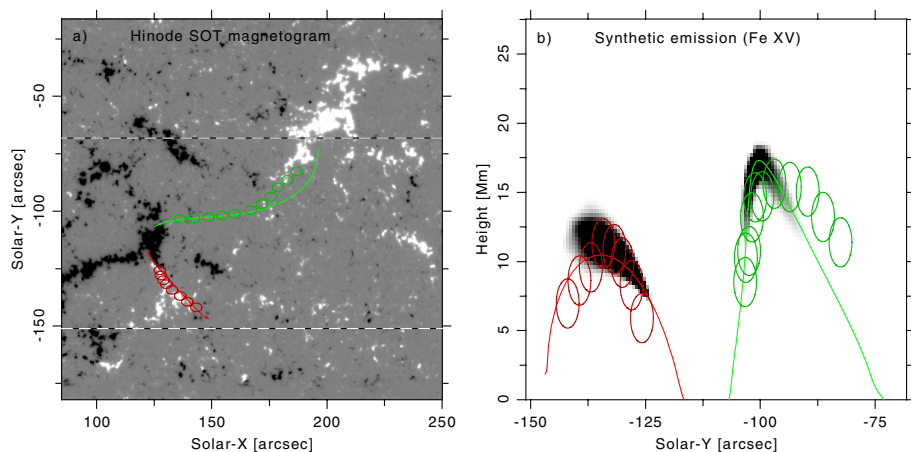 a) Hinode SOT magnetogram
-50
-100
-150
Solar-Y [arcsec]
100 150 200 250
Solar-X [arcsec]
b) Synthetic emission (Fe XV)
25
20
15
10
5
0
Height [Mm]
-150 -125 -100 -75
Solar-Y [arcsec]